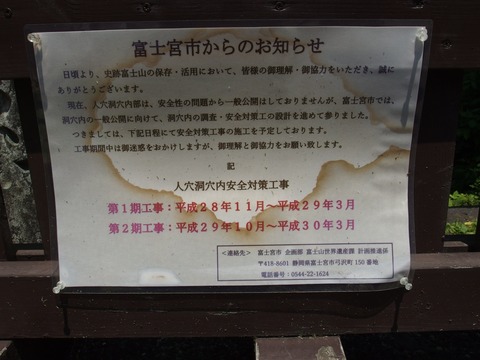 富士宮市からのお知らせ
日頃より、史跡富士山の保存・活用において、皆様の御理解・御協力をいただき、誠に
ありがとうございます。
現在、人穴洞穴内部は、安全性の問題から一般公開はしておりませんが、富士宮市では、
洞穴内の一般公開に向けて、洞穴内の調査・安全対策工の設計を進めて参りました。
つきましては、下記日程にて安全対策工事の施工を予定しております。
工事期間中は御迷惑をおかけしますが、御理解と御協力をお願い致します。
記
人穴洞穴内安全対策工事
第1期工事：平成28年11月～平成29年3月
第2期工事：平成29年10月～平成30年3月
＜連絡先＞ 富士宮市 企画部 富士山世界遺産課 計画推進係
〒418-8601 静岡県富士宮市弓沢町150番地
電話番号：0544-22-1624